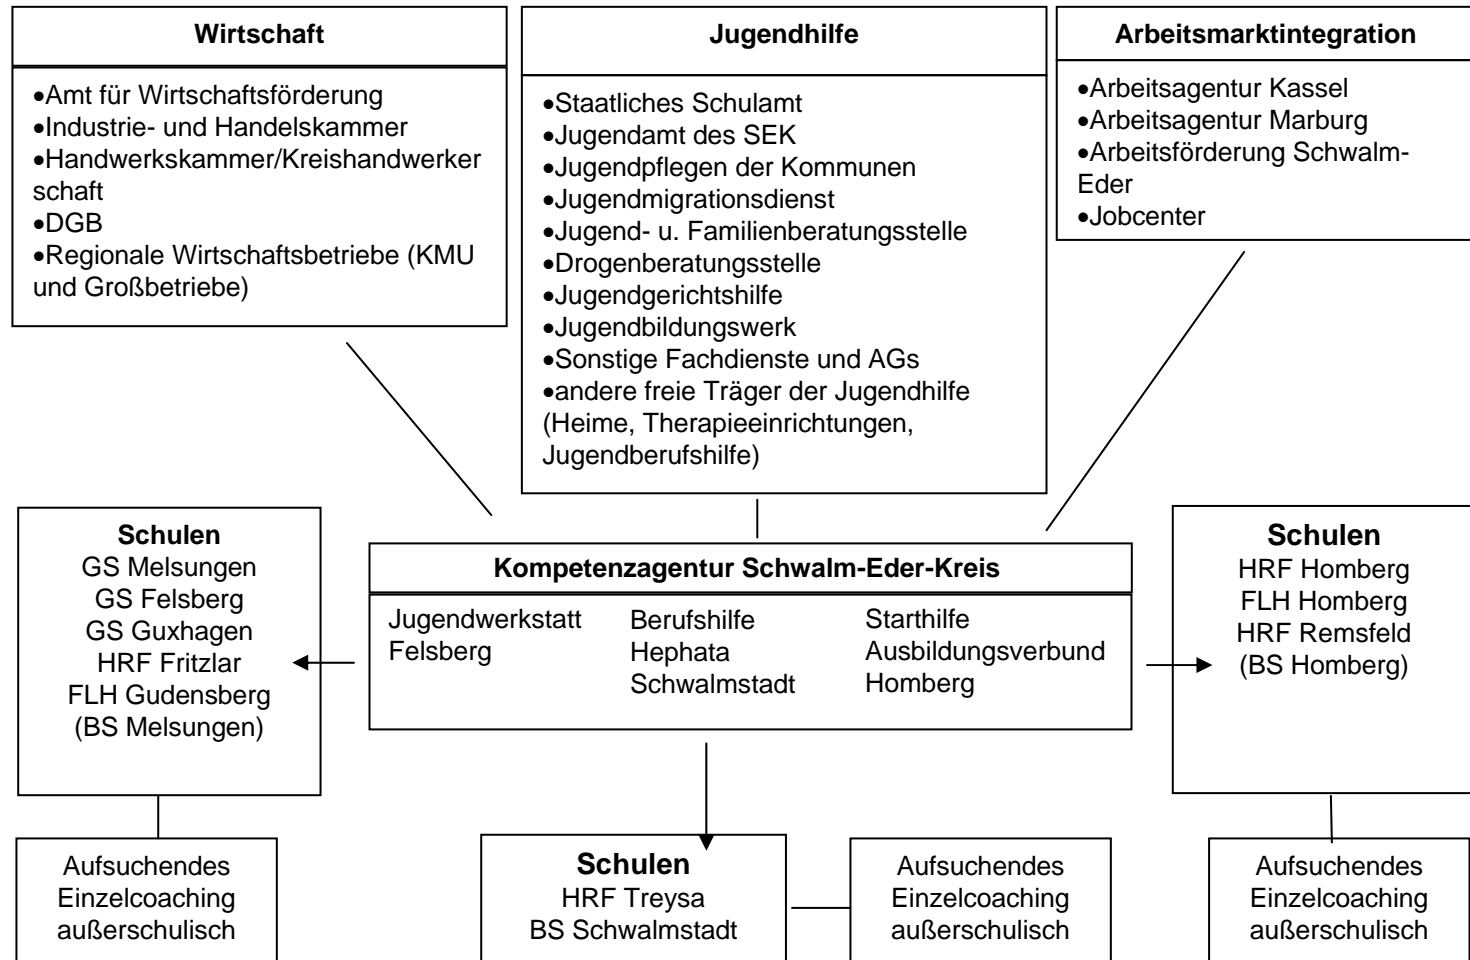 Wirtschaft
•Amt für Wirtschaftsförderung
•Industrie- und Handelskammer
•Handwerkskammer/Kreishandwerker
schaft
•DGB
•Regionale Wirtschaftsbetriebe (KMU
und Großbetriebe)
Jugendhilfe
•Staatliches Schulamt
•Jugendamt des SEK
•Jugendpflegen der Kommunen
•Jugendmigrationsdienst
•Jugend- u. Familienberatungsstelle
•Drogenberatungsstelle
•Jugendgerichtshilfe
•Jugendbildungswerk
•Sonstige Fachdienste und AGs
•andere freie Träger der Jugendhilfe
(Heime, Therapieeinrichtungen,
Jugendberufshilfe)
Arbeitsmarktintegration
•Arbeitsagentur Kassel
•Arbeitsagentur Marburg
•Arbeitsförderung Schwalm-
Eder
•Jobcenter
Schulen
GS Melsungen
GS Felsberg
GS Guxhagen
HRF Fritzlar
FLH Gudensberg
(BS Melsungen)
Kompetenzagentur Schwalm-Eder-Kreis
Jugendwerkstatt
Felsberg
Berufshilfe
Hephata
Schwalmstadt
Starthilfe
Ausbildungsverbund
Homberg
Schulen
HRF Homberg
FLH Homberg
HRF Remsfeld
(BS Homberg)
Aufsuchendes
Einzelcoaching
außerschulisch
Schulen
HRF Treysa
BS Schwalmstadt
Aufsuchendes
Einzelcoaching
außerschulisch
Aufsuchendes
Einzelcoaching
außerschulisch